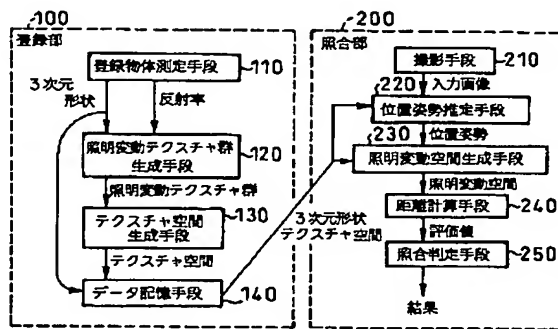 100
登録部
登録物体測定手段
110
3次元
形状
反射率
照明変動テクスチャ群
生成手段
120
照明変動テクスチャ群
テクスチャ空間
生成手段
130
テクスチャ空間
データ記憶手段
140
3次元形状
テクスチャ空間
200
照合部
撮影手段
210
入力画像
220
位置姿勢推定手段
位置姿勢
230
照明変動空間生成手段
照明変動空間
距離計算手段
240
評価値
照合判定手段
250
結果